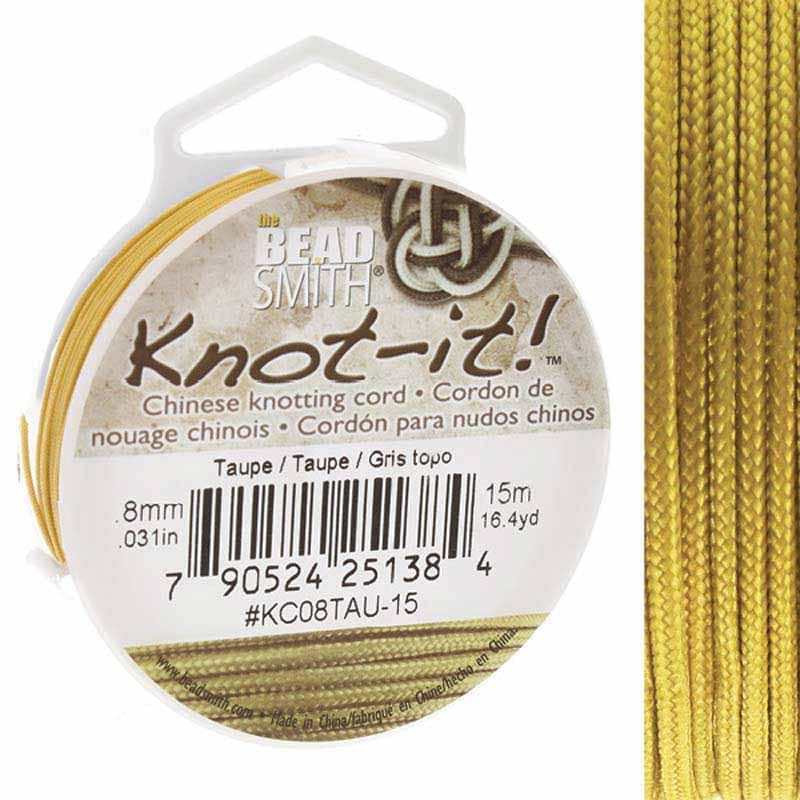 the
BEAD
SMITH®
Knot-it!™
Chinese knotting cord • Cordon de
nouage chinois • Cordón para nudos chinos
Taupe / Taupe / Gris topo
.8mm
.031in
15m
16.4yd
7 90524 25138 4
#KC08TAU-15
www.beadsmith.com • Made in China/fabriqué en Chine/hecho en China